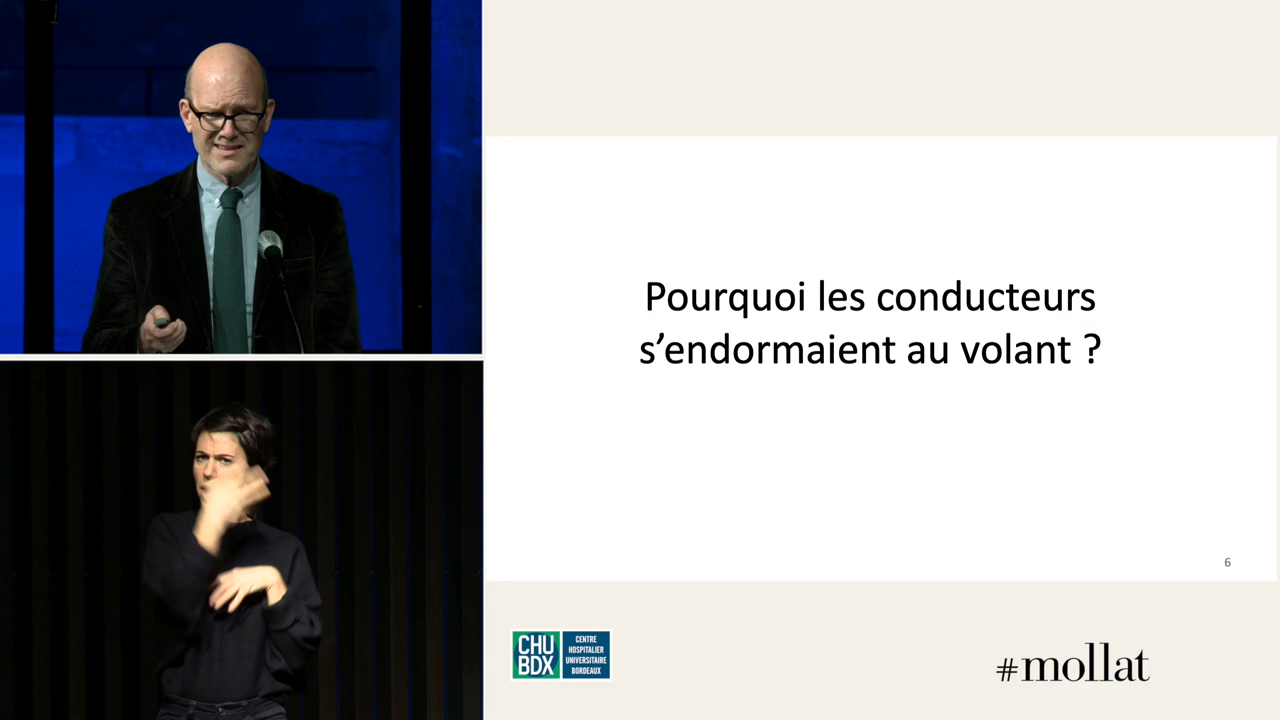 Pourquoi les conducteurs
s’endormaient au volant ?
6
CHU
BDX
CENTRE
HOSPITALIER
UNIVERSITAIRE
BORDEAUX
#mollat